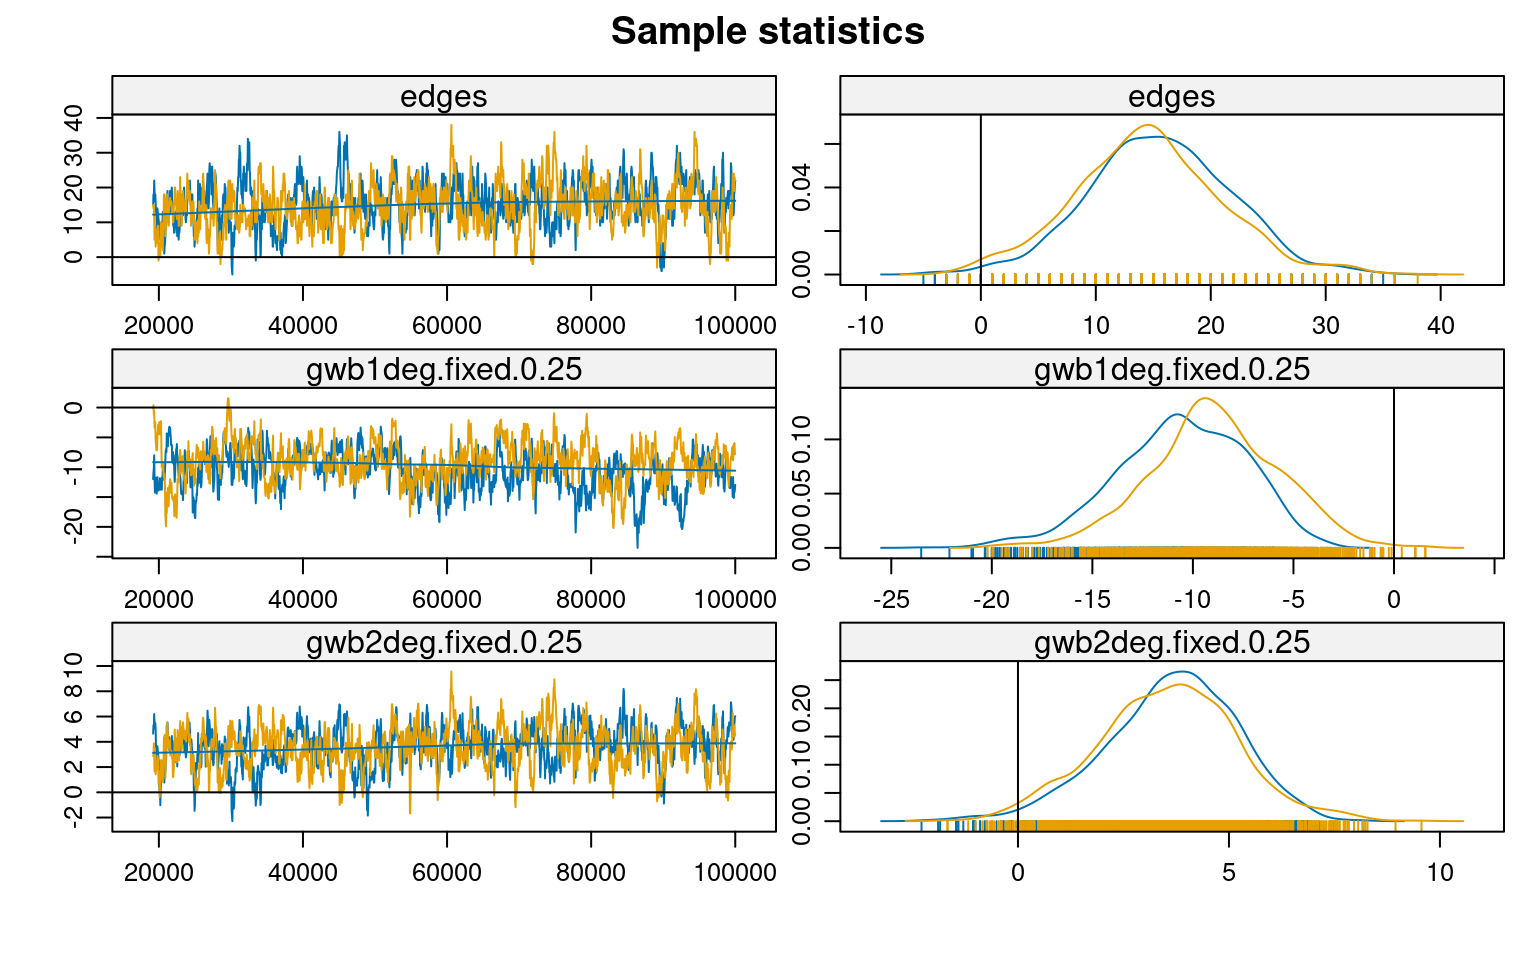 Sample statistics
edges
edges
0 10 20 30 40
0.00 0.04
20000 40000 60000 80000 100000
-10 0 10 20 30 40
gwb1deg.fixed.0.25
gwb1deg.fixed.0.25
-20 -10 0
0.00 0.05 0.10
20000 40000 60000 80000 100000
-25 -20 -15 -10 -5 0
gwb2deg.fixed.0.25
gwb2deg.fixed.0.25
-2 0 2 4 6 8 10
0.00 0.10 0.20
20000 40000 60000 80000 100000
0 5 10